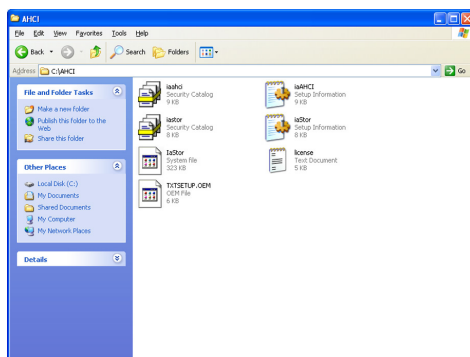 AHCI
File Edit View Favorites Tools Help
Back Search Folders
Address C:\AHCI Go
File and Folder Tasks
Make a new folder
Publish this folder to the
Web
Share this folder
Other Places
Local Disk (C:)
My Documents
Shared Documents
My Computer
My Network Places
Details
iaahci
Security Catalog
9 KB
iaAHCI
Setup Information
9 KB
iastor
Security Catalog
8 KB
iaStor
Setup Information
8 KB
IaStor
System file
323 KB
license
Text Document
5 KB
TXTSETUP.OEM
OEM File
6 KB